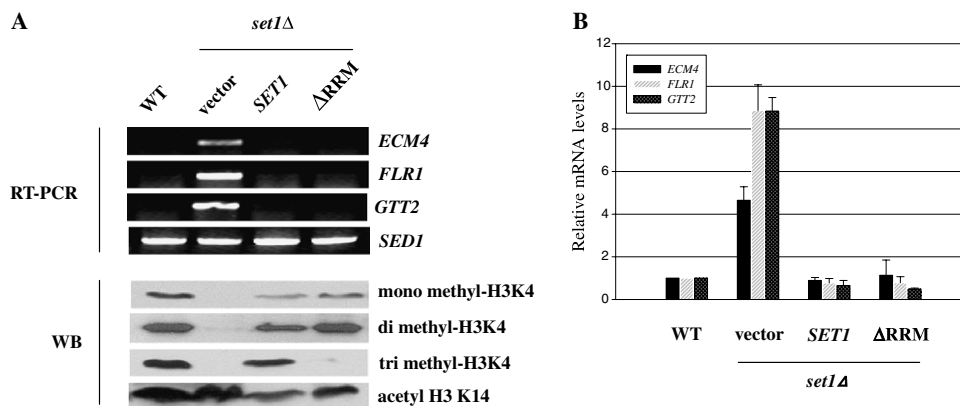 A
set1Δ
WT
vector
SET1
ΔRRM
RT-PCR
ECM4
FLR1
GTT2
SED1
WB
mono methyl-H3K4
di methyl-H3K4
tri methyl-H3K4
acetyl H3 K14
B
Relative mRNA levels
12
10
8
6
4
2
0
ECM4
FLR1
GTT2
WT
vector
SET1
ΔRRM
set1Δ